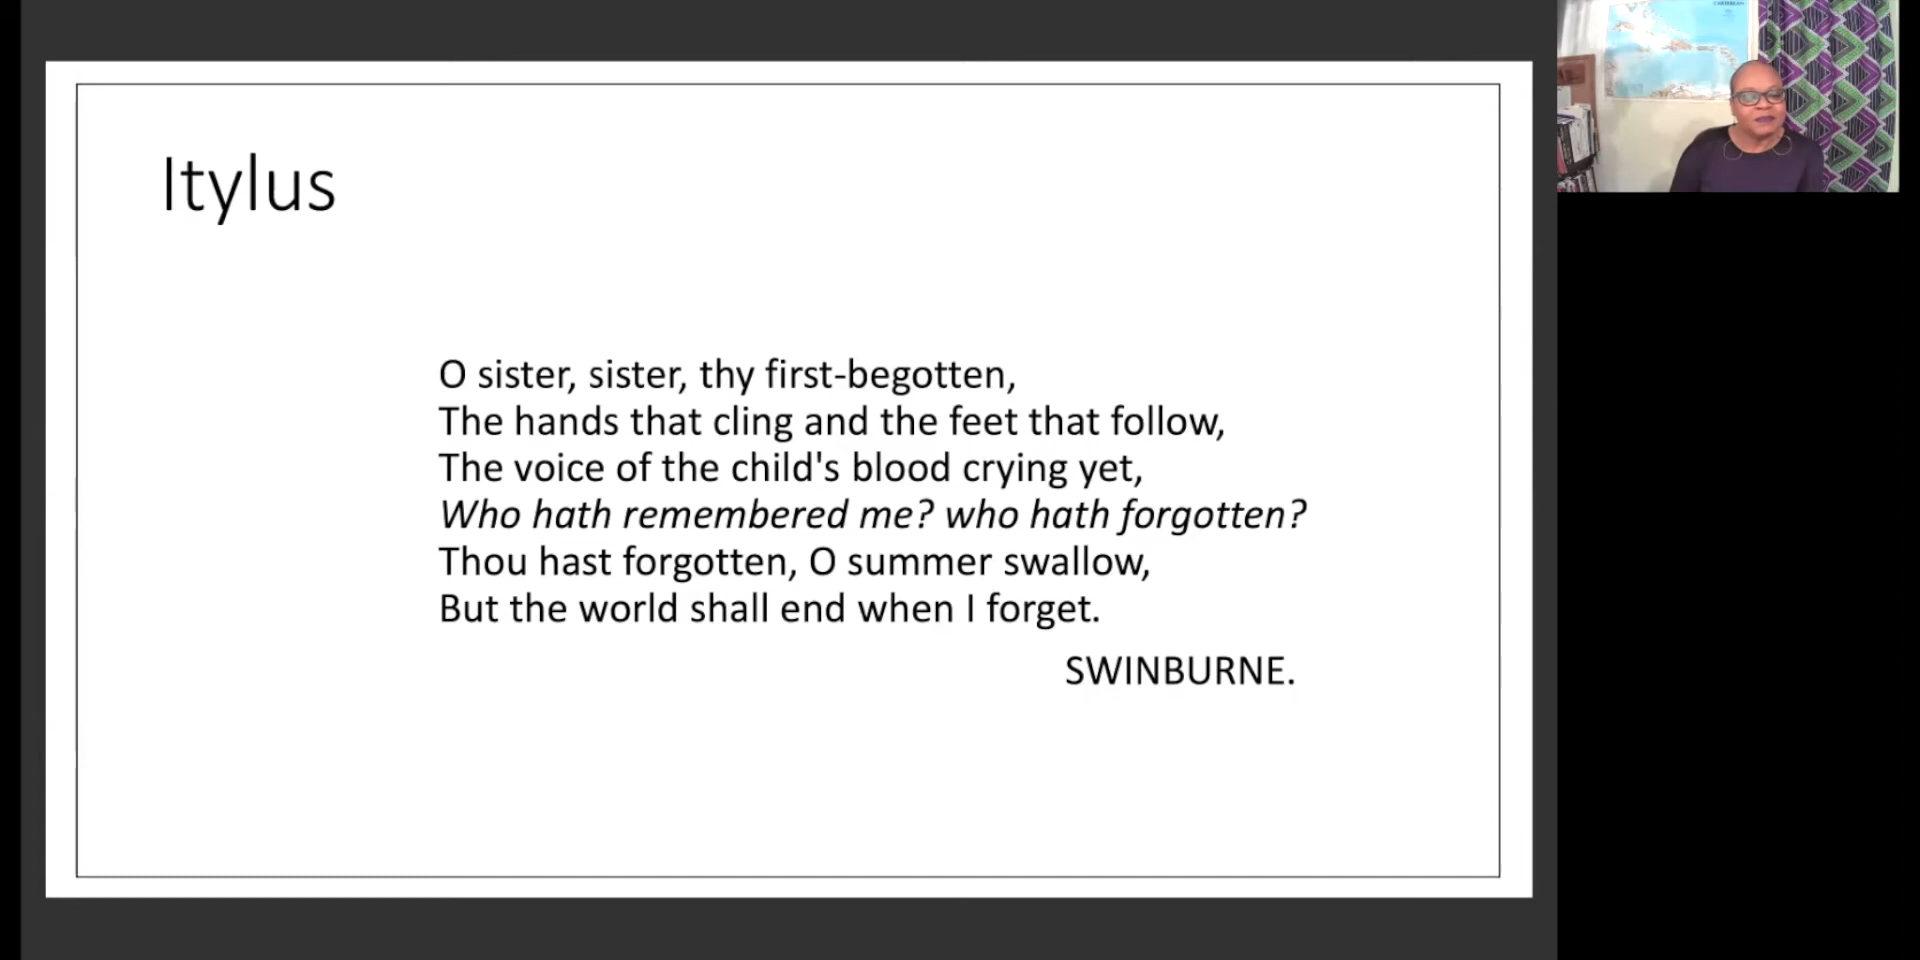 CARIBBEAN
Itylus
O sister, sister, thy first-begotten,
The hands that cling and the feet that follow,
The voice of the child's blood crying yet,
Who hath remembered me? who hath forgotten?
Thou hast forgotten, O summer swallow,
But the world shall end when I forget.
SWINBURNE.